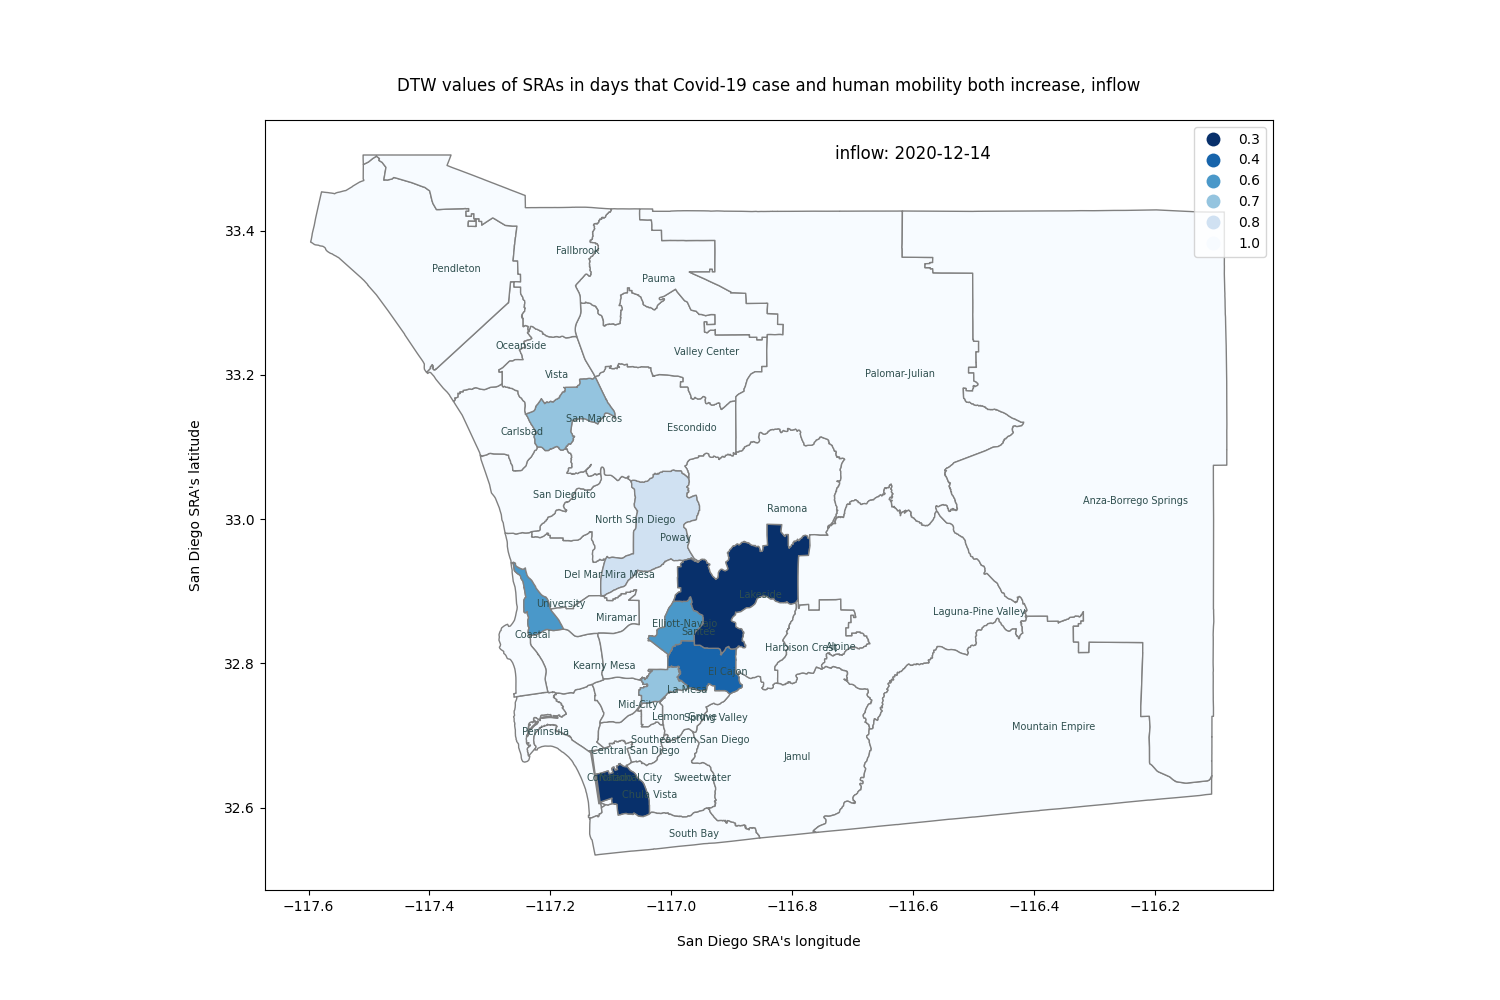 DTW values of SRAs in days that Covid-19 case and human mobility both increase, inflow
inflow: 2020-12-14
0.3
0.4
0.6
0.7
0.8
1.0
San Diego SRA's latitude
33.4
33.2
33.0
32.8
32.6
Fallbrook
Pendleton
Pauma
Oceanside
Valley Center
Vista
Palomar-Julian
San Marcos
Carlsbad
Escondido
San Dieguito
Anza-Borrego Springs
Ramona
North San Diego
Poway
Del Mar-Mira Mesa
Lakeside
University
Laguna-Pine Valley
Miramar
Elliott-Navajo
Santee
Coastal
Harbison Crest
Alpine
Kearny Mesa
El Cajon
La Mesa
Mid-City
Lemon Grove
Spring Valley
Mountain Empire
Peninsula
Southeastern San Diego
Central San Diego
Jamul
Coronado
National City
Sweetwater
Chula Vista
South Bay
−117.6 −117.4 −117.2 −117.0 −116.8 −116.6 −116.4 −116.2
San Diego SRA's longitude